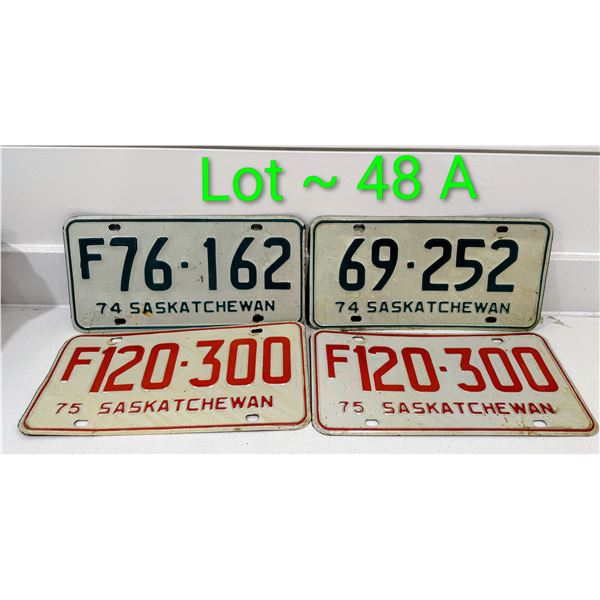 Lot ~ 48 A
F76·162
74 SASKATCHEWAN
69·252
74 SASKATCHEWAN
F120·300
75 SASKATCHEWAN
F120·300
75 SASKATCHEWAN